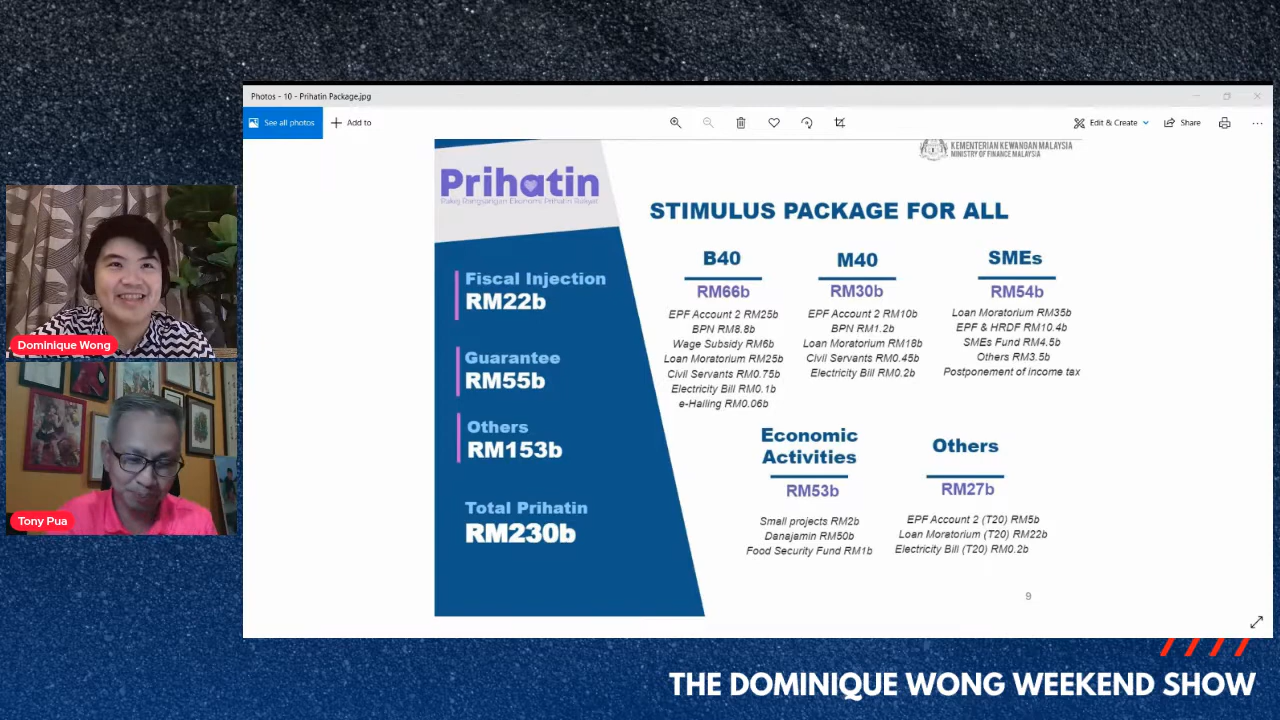 Photos - 10 - Prihatin Package.jpg
See all photos
Add to
Edit & Create
Share
KEMENTERIAN KEWANGAN MALAYSIA
MINISTRY OF FINANCE MALAYSIA
Prihatin
Pakej Rangsangan Ekonomi Prihatin Rakyat
STIMULUS PACKAGE FOR ALL
Fiscal Injection
RM22b
Guarantee
RM55b
Others
RM153b
Total Prihatin
RM230b
B40
RM66b
EPF Account 2 RM25b
BPN RM8.8b
Wage Subsidy RM6b
Loan Moratorium RM25b
Civil Servants RM0.75b
Electricity Bill RM0.1b
e-Hailing RM0.06b
M40
RM30b
EPF Account 2 RM10b
BPN RM1.2b
Loan Moratorium RM18b
Civil Servants RM0.45b
Electricity Bill RM0.2b
SMEs
RM54b
Loan Moratorium RM35b
EPF & HRDF RM10.4b
SMEs Fund RM4.5b
Others RM3.5b
Postponement of income tax
Economic
Activities
RM53b
Small projects RM2b
Danajamin RM50b
Food Security Fund RM1b
Others
RM27b
EPF Account 2 (T20) RM5b
Loan Moratorium (T20) RM22b
Electricity Bill (T20) RM0.2b
9
Dominique Wong
Tony Pua
THE DOMINIQUE WONG WEEKEND SHOW